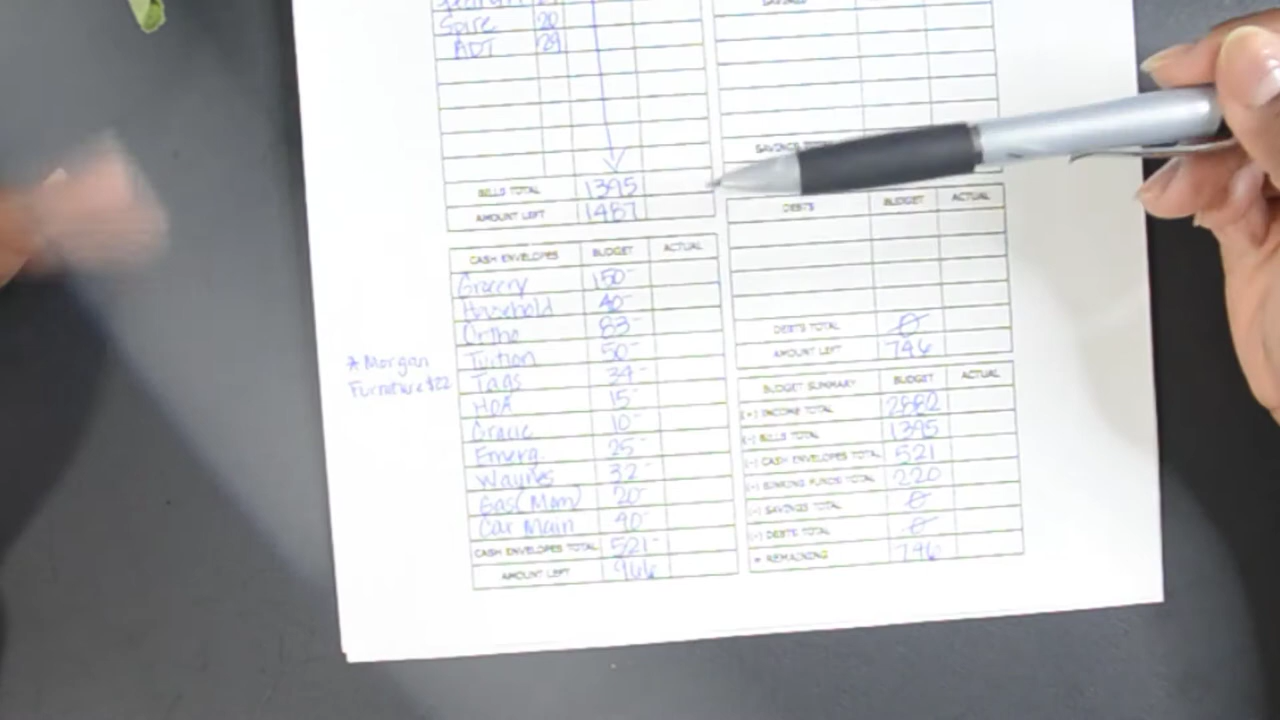 Spire 20
ADT 29
BILLS TOTAL 1395
AMOUNT LEFT 1487
CASH ENVELOPES BUDGET ACTUAL
Grocery 150-
Household 40-
Ortho 83-
Tuition 50-
Tags 34-
HOA 15-
Gracie 10-
Emerg. 25-
Waynes 32-
Gas (Mom) 20-
Car Main
CASH ENVELOPES TOTAL 521-
AMOUNT LEFT 966
* Morgan
Furniture $22
DEBTS BUDGET ACTUAL
DEBTS TOTAL 0
AMOUNT LEFT 746
BUDGET SUMMARY BUDGET ACTUAL
(+) INCOME TOTAL 2882
(-) BILLS TOTAL 1395
(-) CASH ENVELOPES TOTAL 521
(-) SINKING FUNDS TOTAL 220
(-) SAVINGS TOTAL 0
(-) DEBTS TOTAL 0
= REMAINING 746